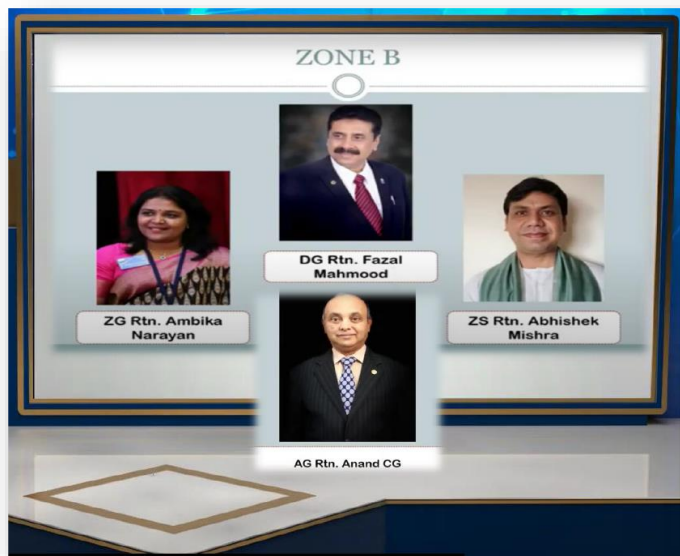 ZONE B
DG Rtn. Fazal
Mahmood
ZG Rtn. Ambika
Narayan
ZS Rtn. Abhishek
Mishra
AG Rtn. Anand CG